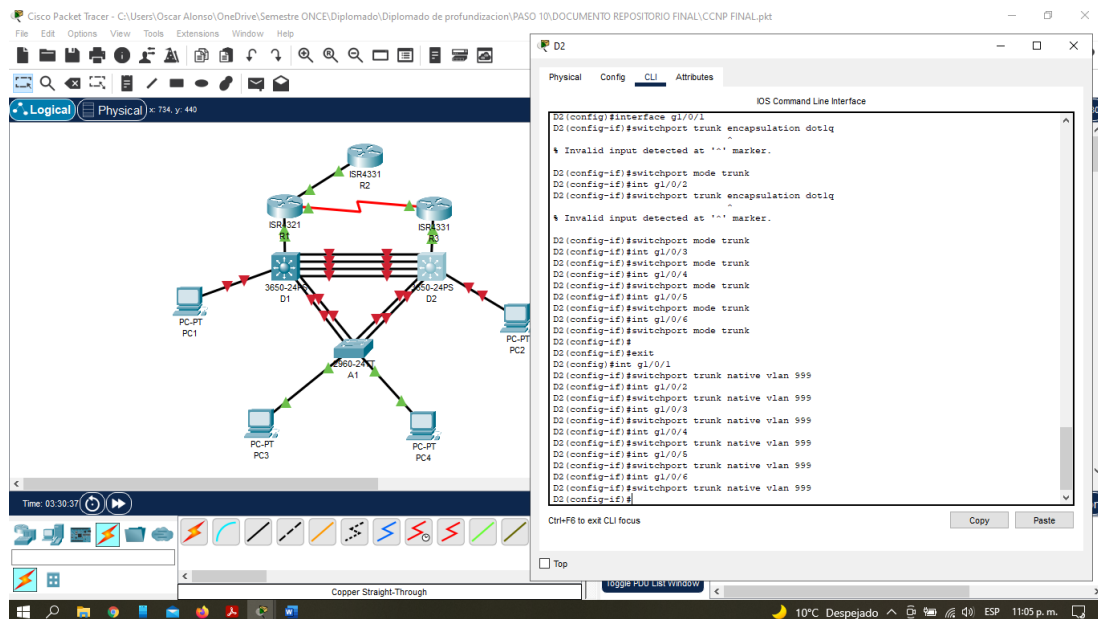 Cisco Packet Tracer - C:\Users\Oscar Alonso\OneDrive\Semestre ONCE\Diplomado\Diplomado de profundizacion\PASO 10\DOCUMENTO REPOSITORIO FINAL\CCNP FINAL.pkt
File Edit Options View Tools Extensions Window Help
Logical
Physical
x: 734, y: 440
ISR4331
R2
ISR4321
R1
ISR4331
R3
3650-24PS
D1
3650-24PS
D2
PC-PT
PC1
PC-PT
PC2
2960-24TT
A1
PC-PT
PC3
PC-PT
PC4
Time: 03:30:37
Copper Straight-Through
Toggle PDU List Window
D2
Physical Config CLI Attributes
IOS Command Line Interface
D2(config)#interface g1/0/1
D2(config-if)#switchport trunk encapsulation dot1q
^
% Invalid input detected at '^' marker.
D2(config-if)#switchport mode trunk
D2(config-if)#int g1/0/2
D2(config-if)#switchport trunk encapsulation dot1q
^
% Invalid input detected at '^' marker.
D2(config-if)#switchport mode trunk
D2(config-if)#int g1/0/3
D2(config-if)#switchport mode trunk
D2(config-if)#int g1/0/4
D2(config-if)#switchport mode trunk
D2(config-if)#int g1/0/5
D2(config-if)#switchport mode trunk
D2(config-if)#int g1/0/6
D2(config-if)#switchport mode trunk
D2(config-if)#
D2(config-if)#exit
D2(config)#int g1/0/1
D2(config-if)#switchport trunk native vlan 999
D2(config-if)#int g1/0/2
D2(config-if)#switchport trunk native vlan 999
D2(config-if)#int g1/0/3
D2(config-if)#switchport trunk native vlan 999
D2(config-if)#int g1/0/4
D2(config-if)#switchport trunk native vlan 999
D2(config-if)#int g1/0/5
D2(config-if)#switchport trunk native vlan 999
D2(config-if)#int g1/0/6
D2(config-if)#switchport trunk native vlan 999
D2(config-if)#
Ctrl+F6 to exit CLI focus
Copy
Paste
Top
10°C Despejado
ESP
11:05 p. m.